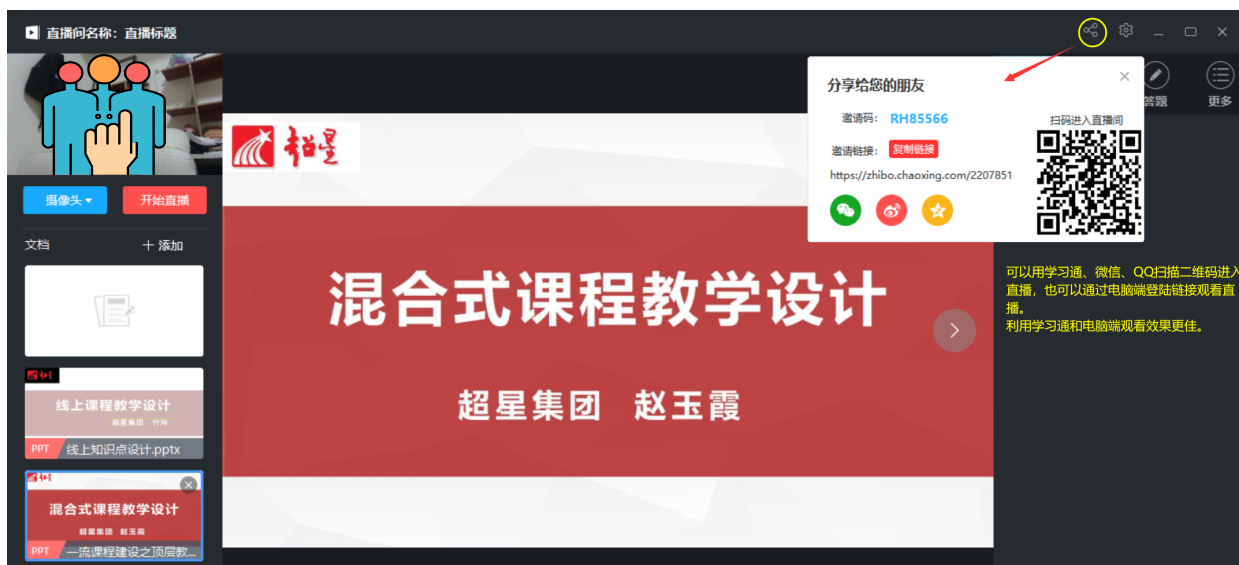 直播间名称：直播标题
答题
更多
分享给您的朋友
邀请码：RH85566
扫码进入直播间
邀请链接：复制链接
https://zhibo.chaoxing.com/2207851
超星
摄像头
开始直播
文档
+ 添加
混合式课程教学设计
超星集团 赵玉霞
可以用学习通、微信、QQ扫描二维码进入
直播，也可以通过电脑端登陆链接观看直
播。
利用学习通和电脑端观看效果更佳。
线上课程教学设计
超星集团 付玲
PPT 线上知识点设计.pptx
混合式课程教学设计
超星集团 赵玉霞
PPT 一流课程建设之顶层教...